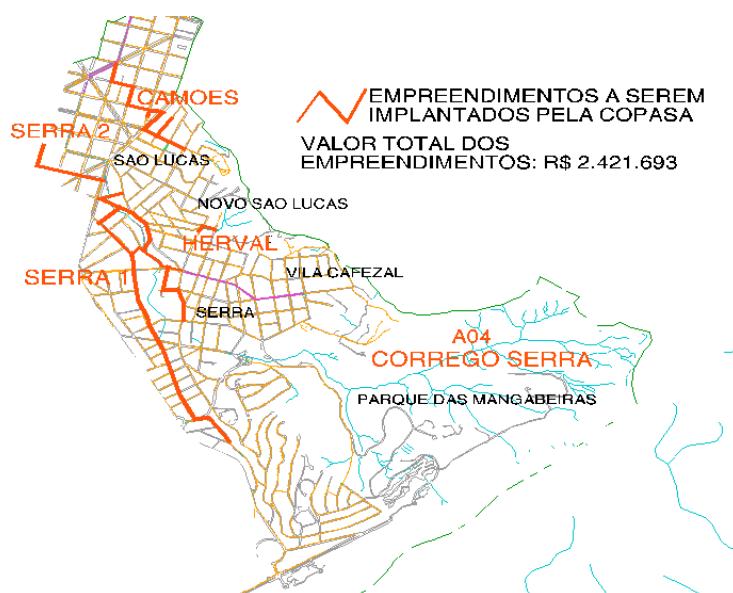 CAMOES
EMPREENDIMENTOS A SEREM
IMPLANTADOS PELA COPASA
SERRA 2
VALOR TOTAL DOS
EMPREENDIMENTOS: R$ 2.421.693
SAO LUCAS
NOVO SAO LUCAS
HERVAL
SERRA 1
VILA CAFEZAL
SERRA
A04
CORREGO SERRA
PARQUE DAS MANGABEIRAS